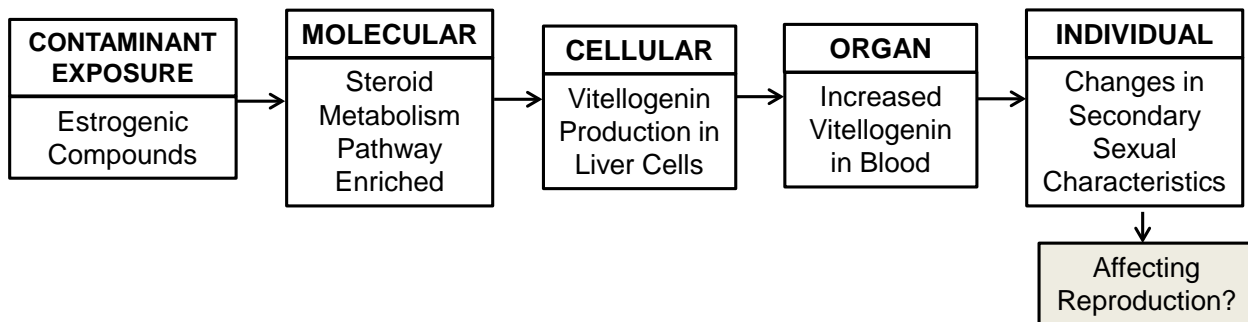 CONTAMINANT
EXPOSURE
Estrogenic
Compounds
MOLECULAR
Steroid
Metabolism
Pathway
Enriched
CELLULAR
Vitellogenin
Production in
Liver Cells
ORGAN
Increased
Vitellogenin
in Blood
INDIVIDUAL
Changes in
Secondary
Sexual
Characteristics
Affecting
Reproduction?